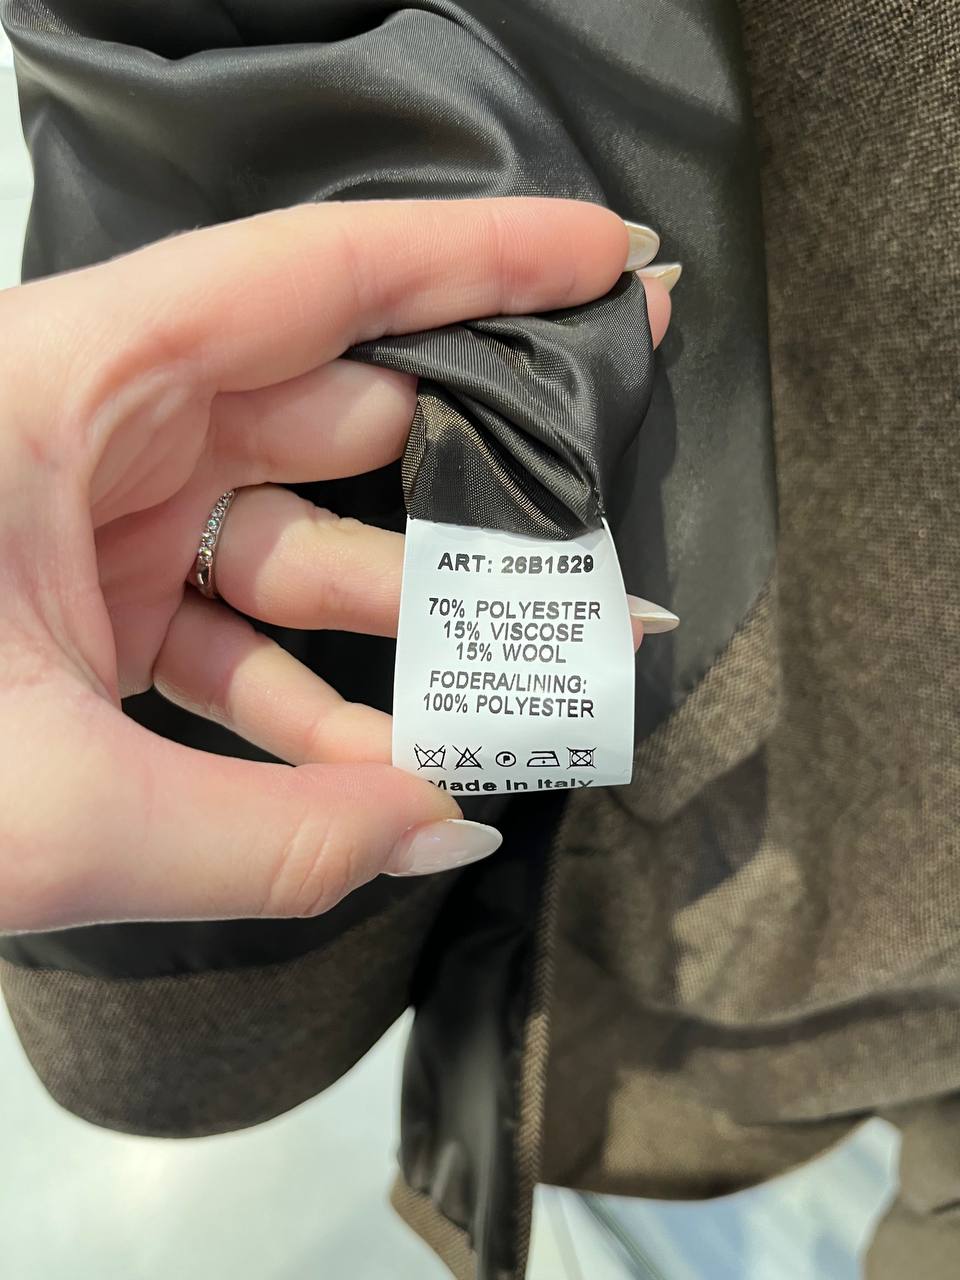 ART: 26B1529
70% POLYESTER
15% VISCOSE
15% WOOL
FODERA/LINING:
100% POLYESTER
P
Made In Italy